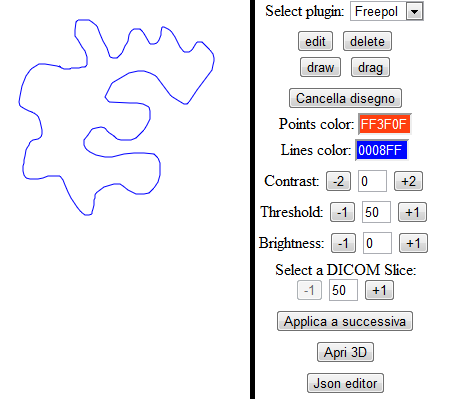 Select plugin: Freepol
edit delete
draw drag
Cancella disegno
Points color: FF3F0F
Lines color: 0008FF
Contrast: -2 0 +2
Threshold: -1 50 +1
Brightness: -1 0 +1
Select a DICOM Slice:
-1 50 +1
Applica a successiva
Apri 3D
Json editor